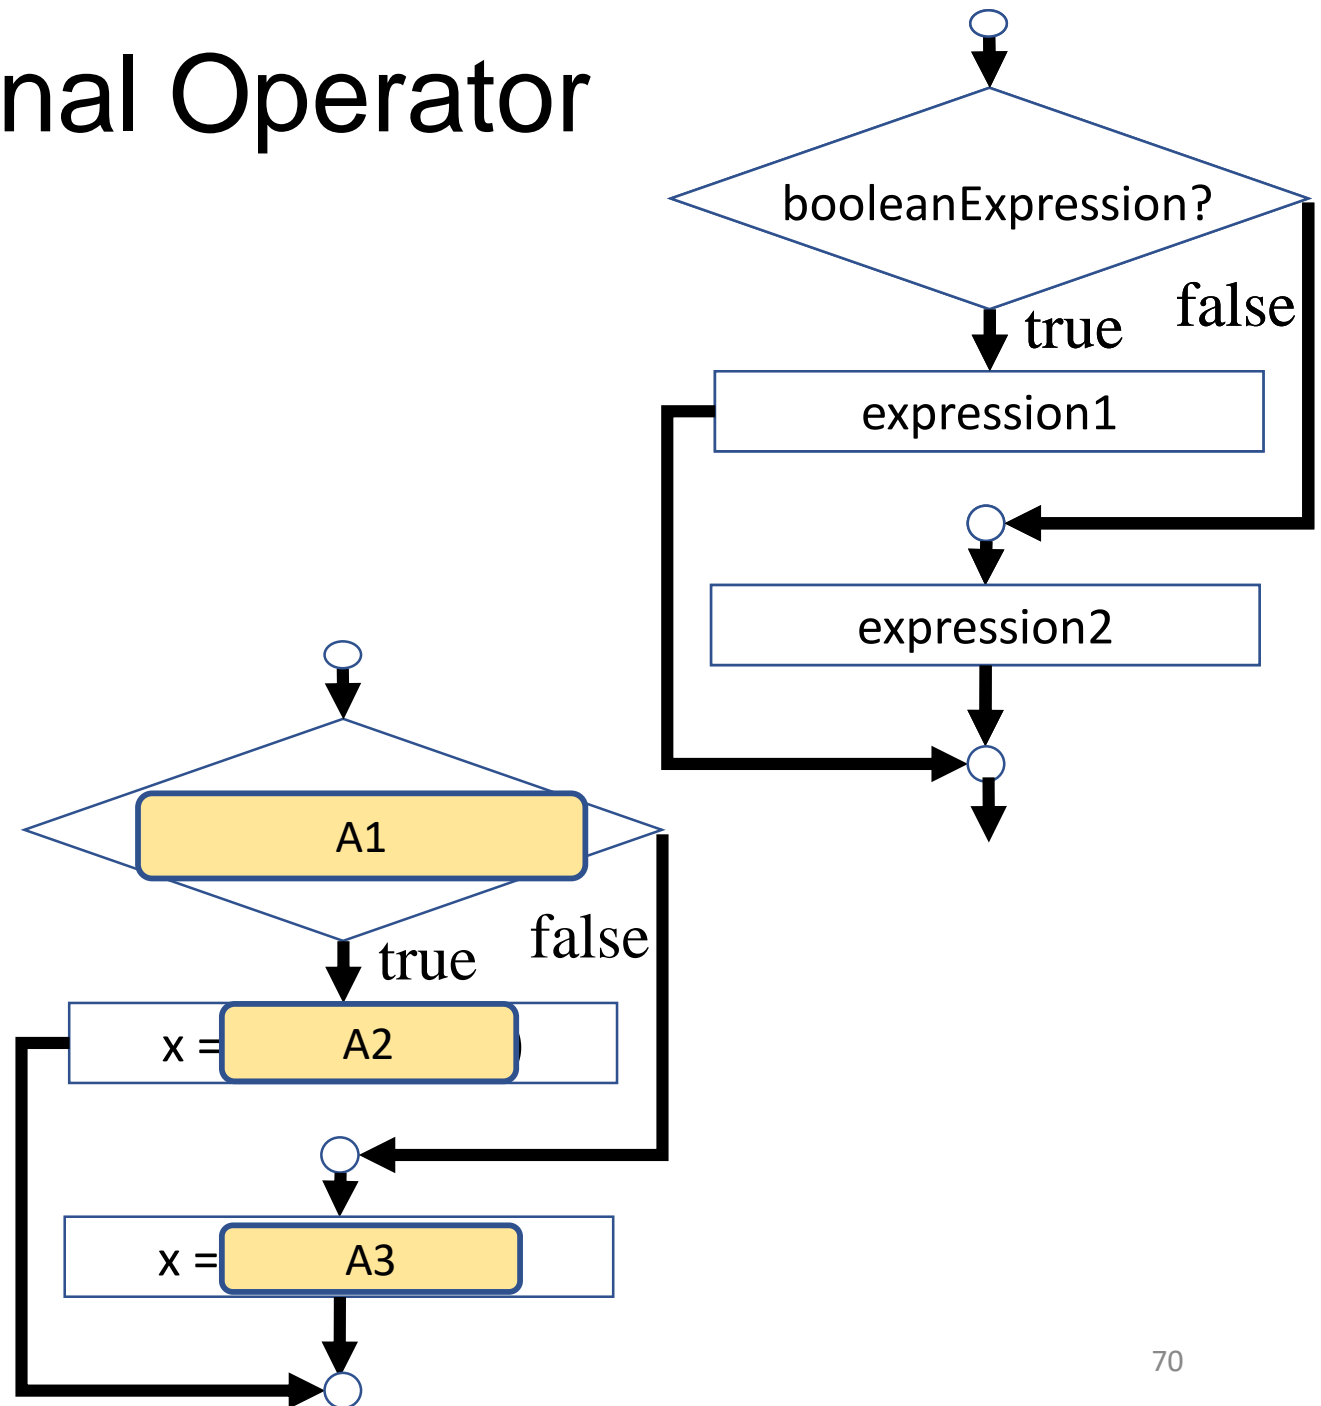 nal Operator
booleanExpression?
true
false
expression1
expression2
A1
true
false
x = A2 )
x = A3
70